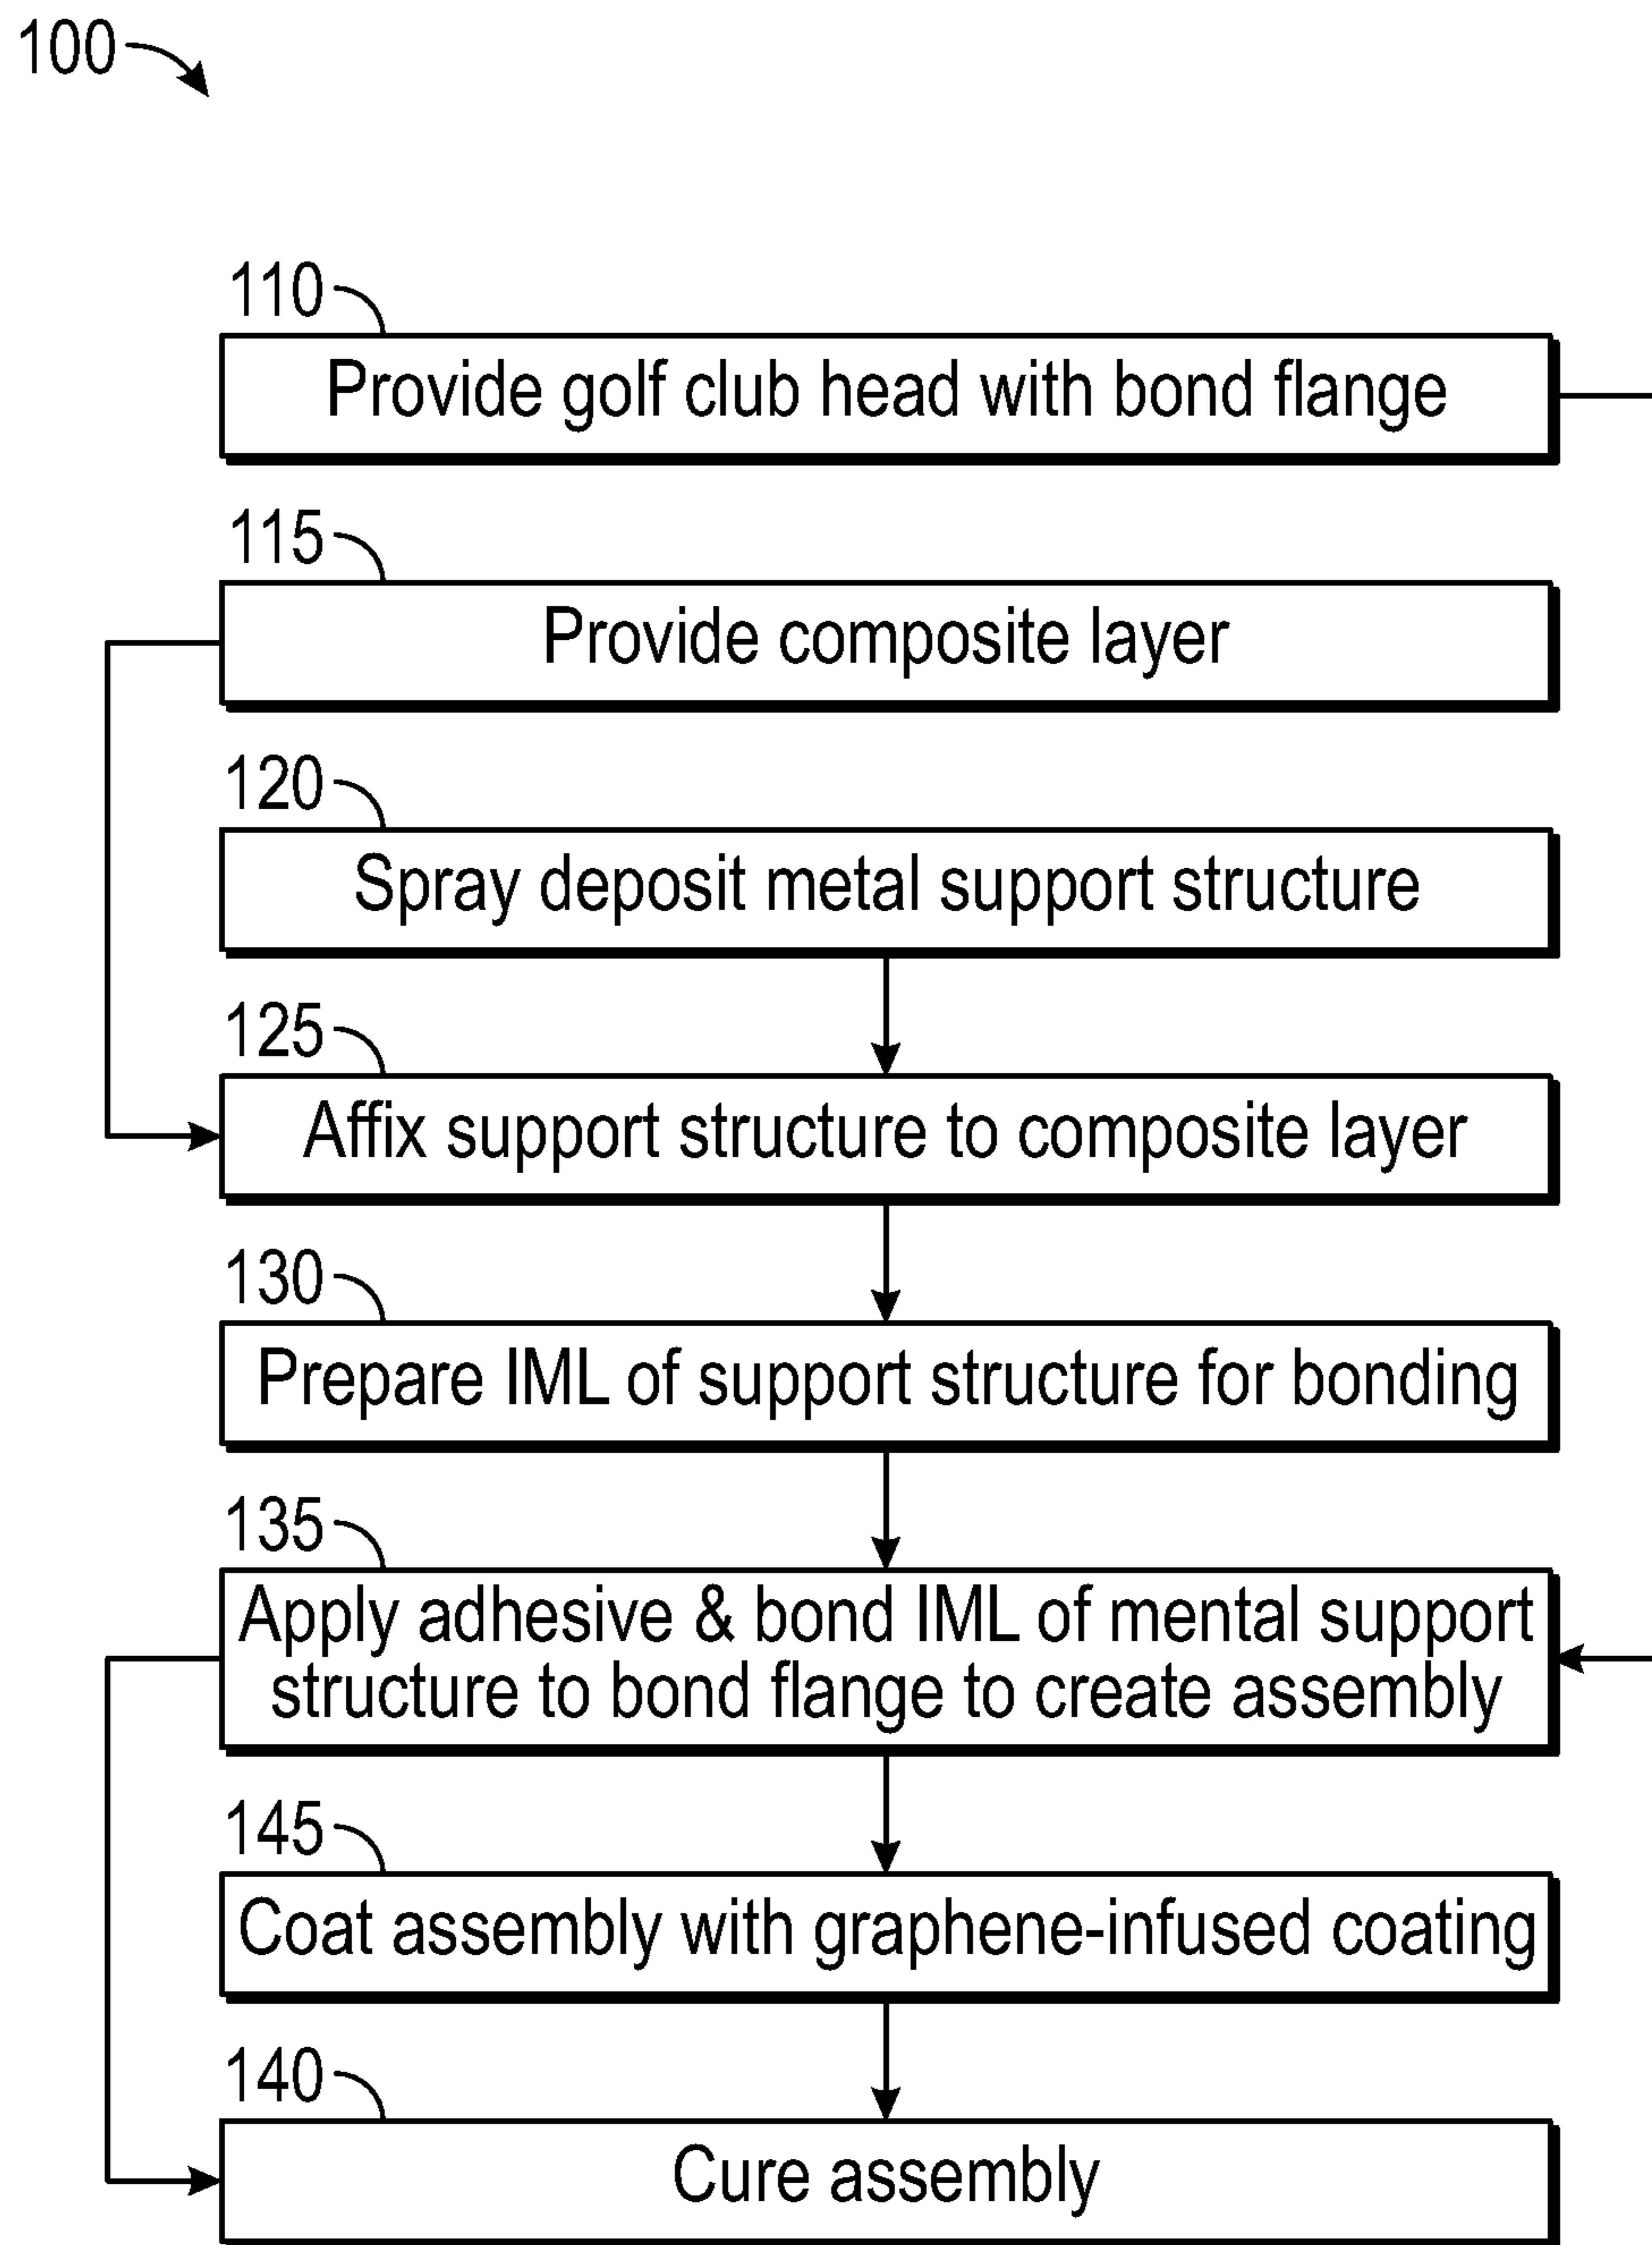 100
110
Provide golf club head with bond flange
115
Provide composite layer
120
Spray deposit metal support structure
125
Affix support structure to composite layer
130
Prepare IML of support structure for bonding
135
Apply adhesive & bond IML of mental support
structure to bond flange to create assembly
145
Coat assembly with graphene-infused coating
140
Cure assembly